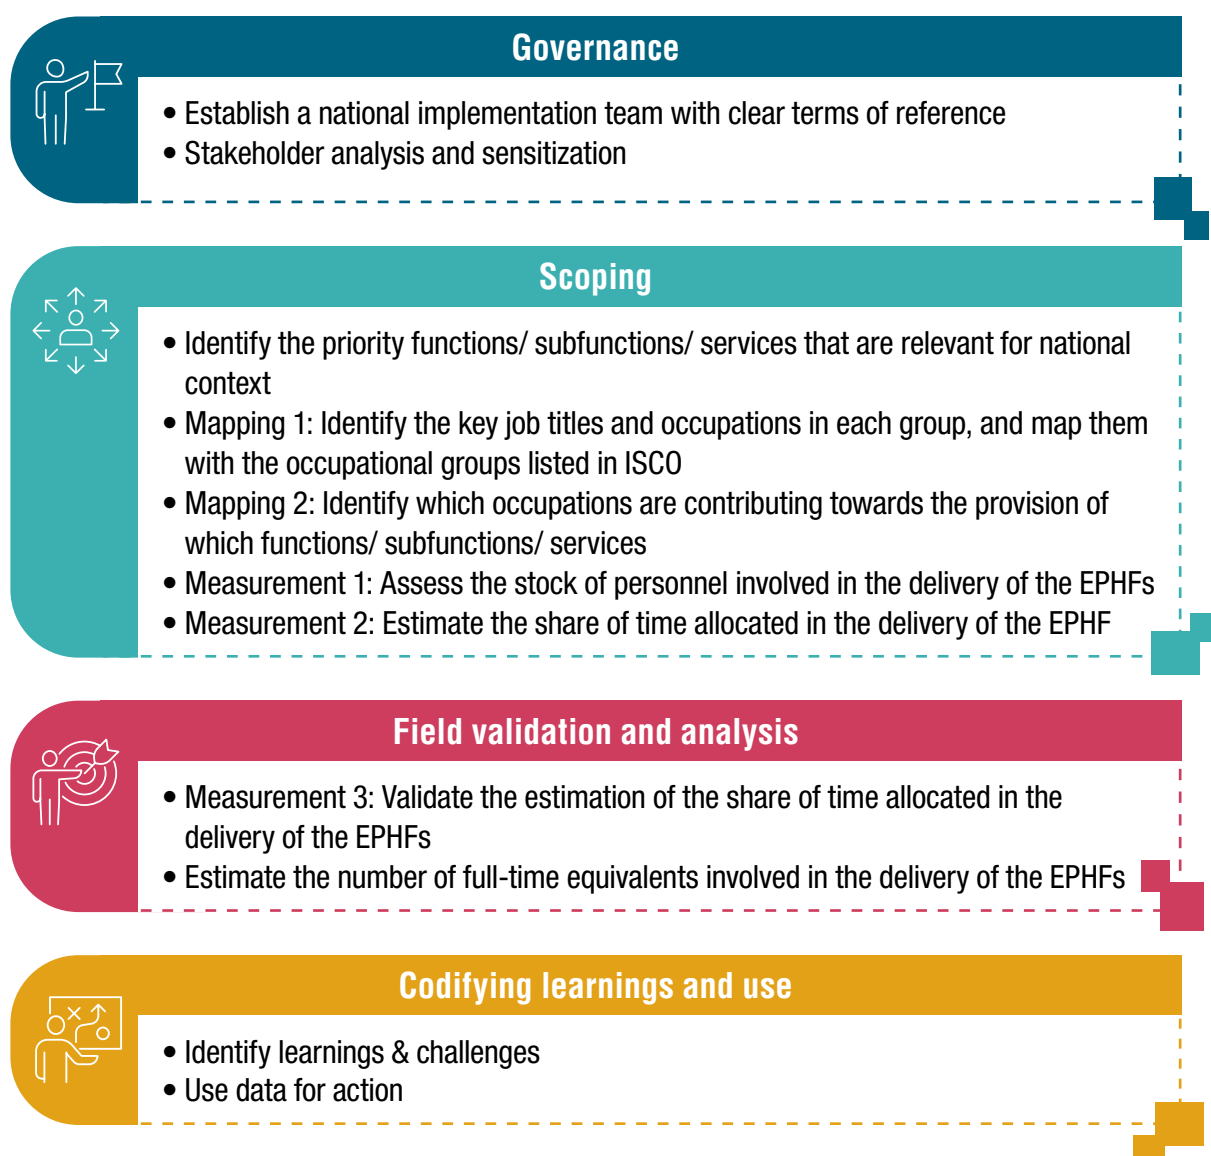 Governance
• Establish a national implementation team with clear terms of reference
• Stakeholder analysis and sensitization
Scoping
• Identify the priority functions/ subfunctions/ services that are relevant for national
context
• Mapping 1: Identify the key job titles and occupations in each group, and map them
with the occupational groups listed in ISCO
• Mapping 2: Identify which occupations are contributing towards the provision of
which functions/ subfunctions/ services
• Measurement 1: Assess the stock of personnel involved in the delivery of the EPHFs
• Measurement 2: Estimate the share of time allocated in the delivery of the EPHF
Field validation and analysis
• Measurement 3: Validate the estimation of the share of time allocated in the
delivery of the EPHFs
• Estimate the number of full-time equivalents involved in the delivery of the EPHFs
Codifying learnings and use
• Identify learnings & challenges
• Use data for action